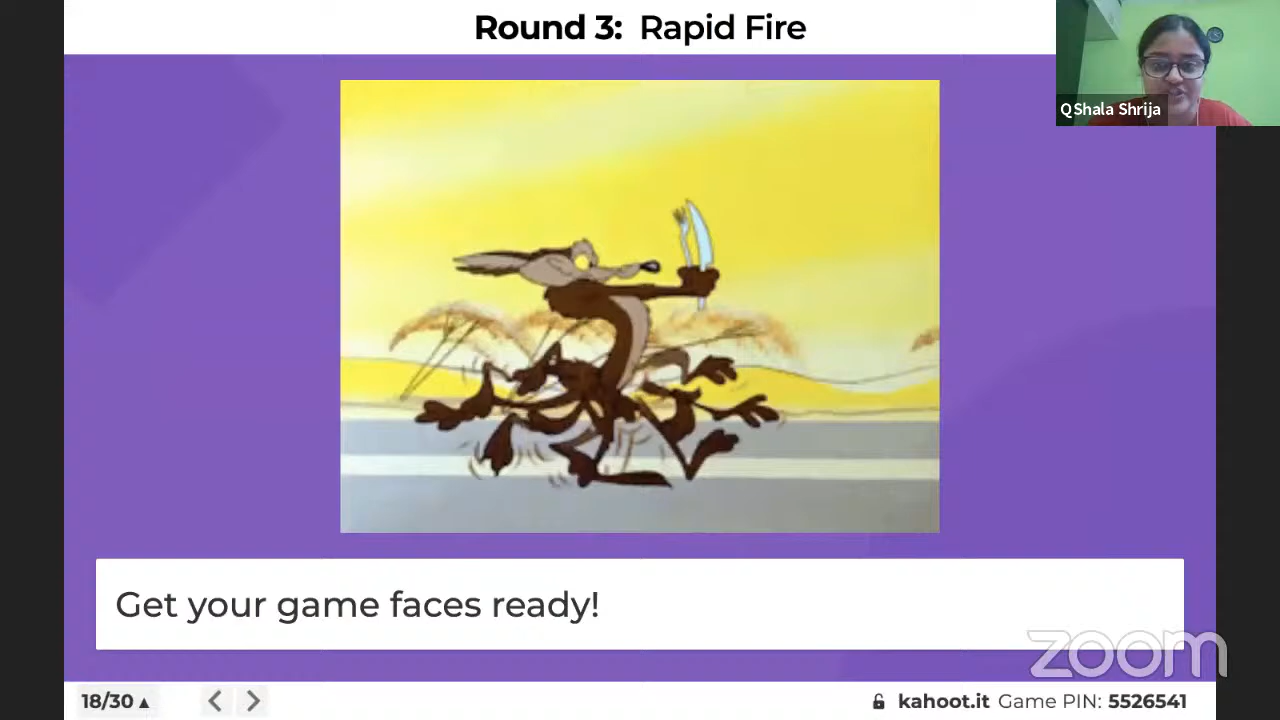 Round 3: Rapid Fire
QShala Shrija
Get your game faces ready!
zoom
18/30 ▲
kahoot.it Game PIN: 5526541